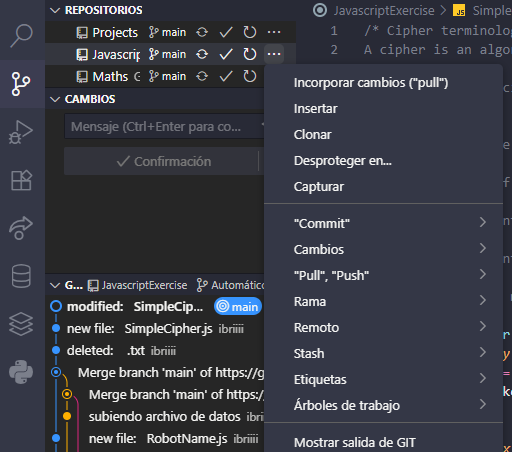 REPOSITORIOS
Projects main
Javascrip main
Maths G main
CAMBIOS
Mensaje (Ctrl+Enter para co...
Confirmación
G... JavascriptExercise Automático
modified: SimpleCip... main
new file: SimpleCipher.js ibriiii
deleted: .txt ibriiii
Merge branch 'main' of https://g
Merge branch 'main' of https:/
subiendo archivo de datos ibriiii
new file: RobotName.js ibriiii
JavascriptExercise > JS Simple
1 /* Cipher terminolog
2 A cipher is an algor
Incorporar cambios ("pull")
Insertar
Clonar
Desproteger en...
Capturar
"Commit"
Cambios
"Pull", "Push"
Rama
Remoto
Stash
Etiquetas
Árboles de trabajo
Mostrar salida de GIT